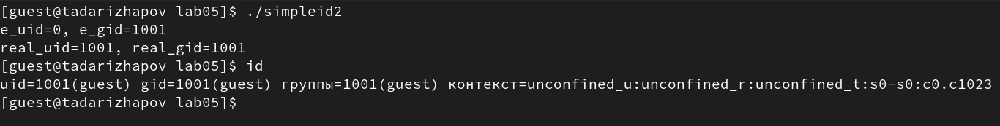 [guest@tadarizhapov lab05]$ ./simpleid2
e_uid=0, e_gid=1001
real_uid=1001, real_gid=1001
[guest@tadarizhapov lab05]$ id
uid=1001(guest) gid=1001(guest) группы=1001(guest) контекст=unconfined_u:unconfined_r:unconfined_t:s0-s0:c0.c1023
[guest@tadarizhapov lab05]$